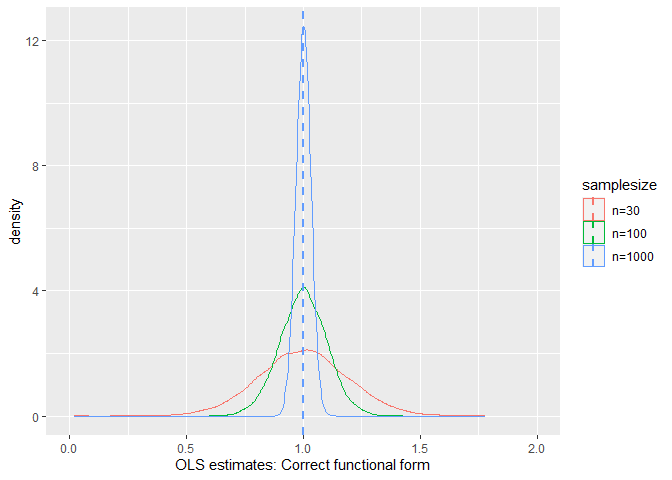 12
8
4
0
density
0.0
0.5
1.0
1.5
2.0
OLS estimates: Correct functional form
samplesize
n=30
n=100
n=1000